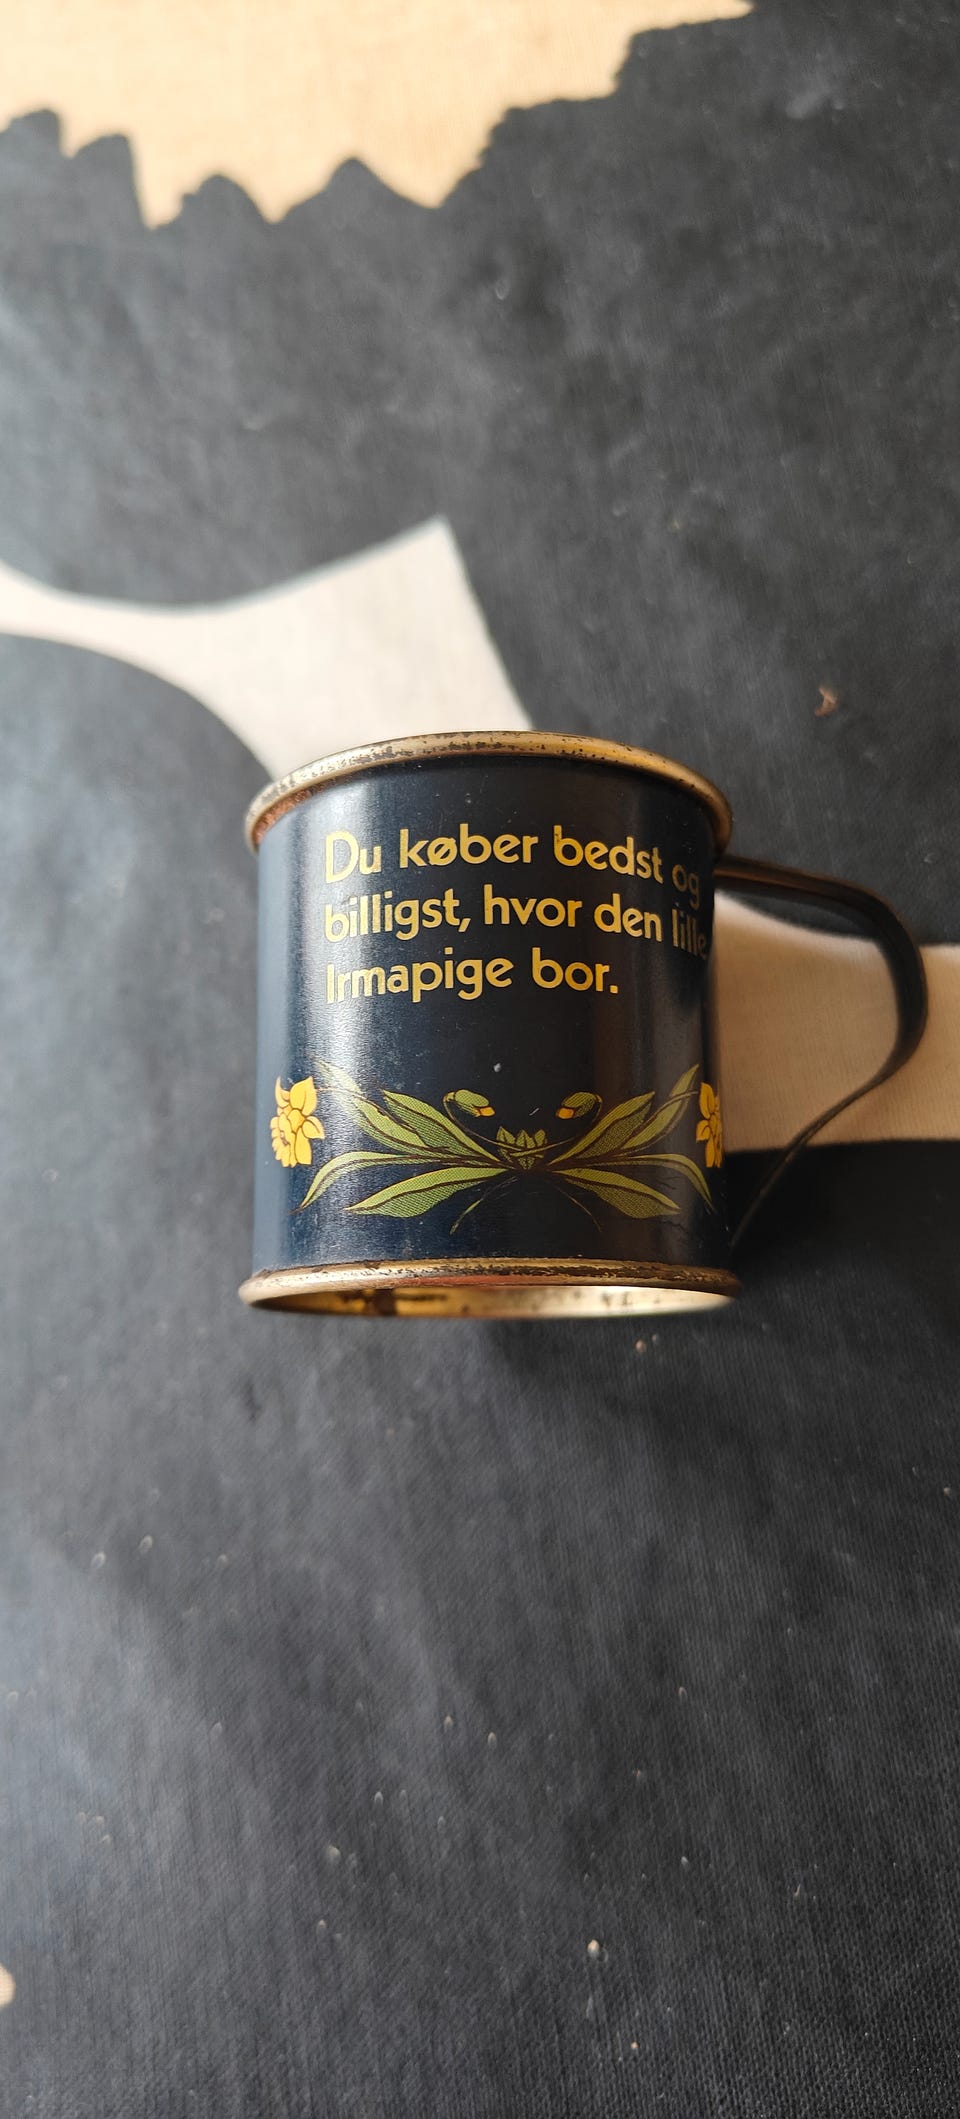 Du køber bedst og
billigst, hvor den lille
Irmapige bor.